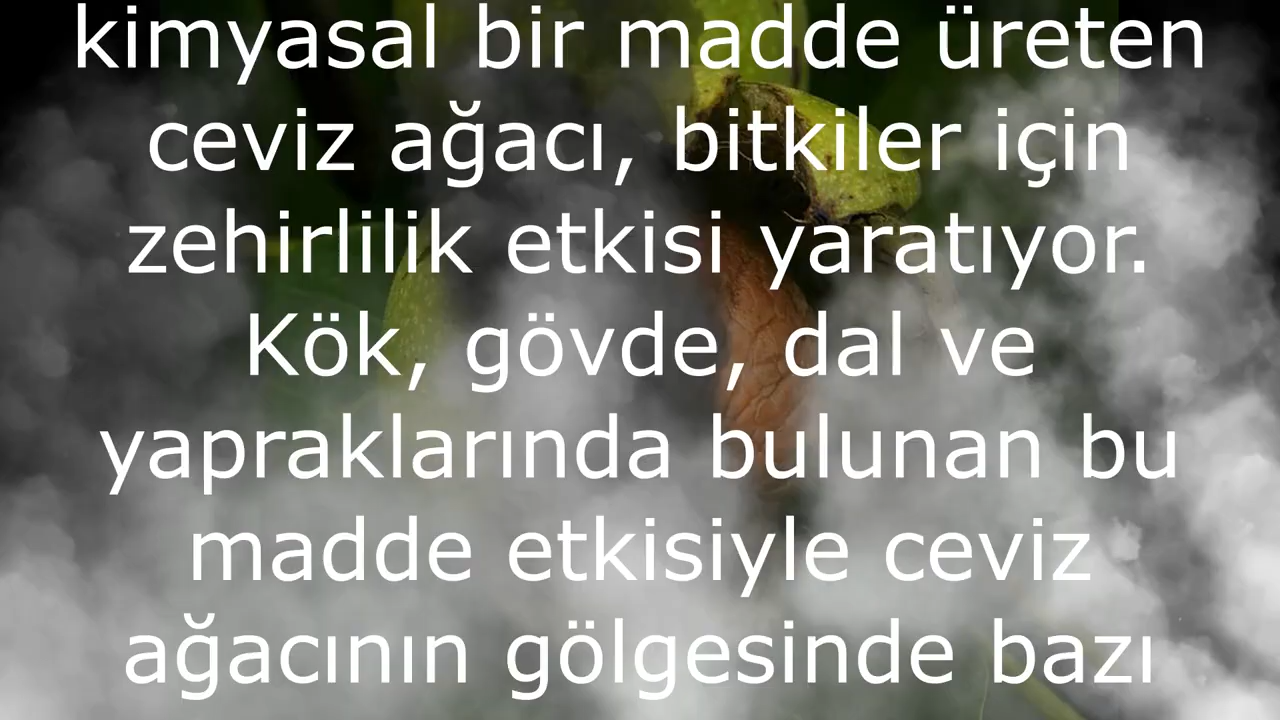 kimyasal bir madde üreten
ceviz ağacı, bitkiler için
zehirlilik etkisi yaratıyor.
Kök, gövde, dal ve
yapraklarında bulunan bu
madde etkisiyle ceviz
ağacının gölgesinde bazı